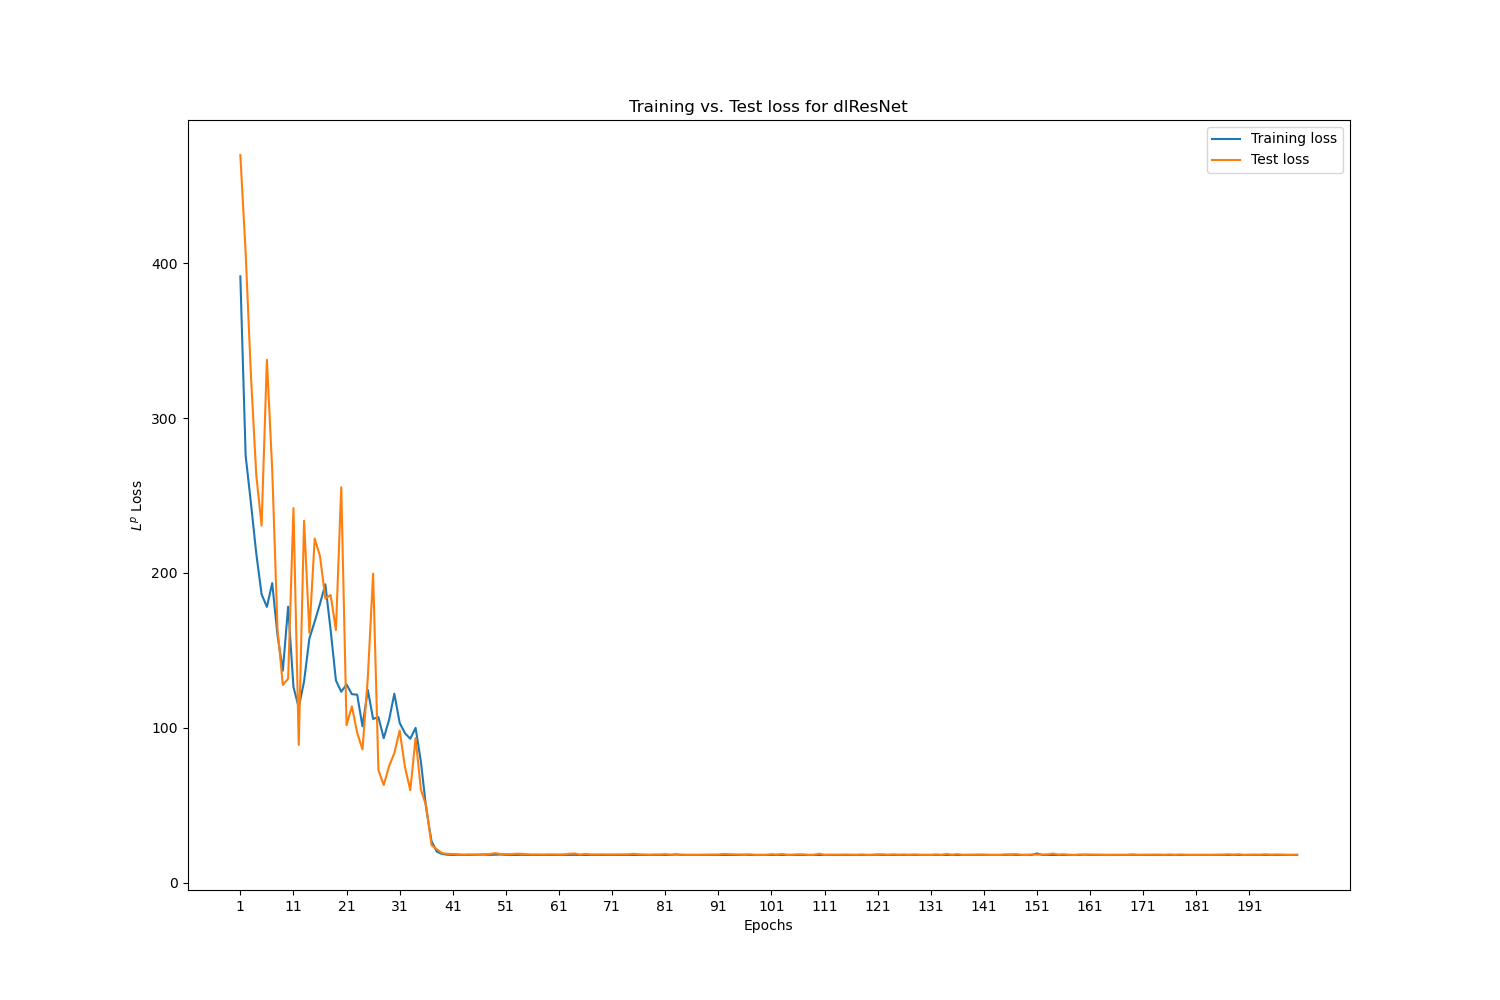 Training vs. Test loss for dlResNet
Training loss
Test loss
400
300
200
100
0
L^p Loss
1 11 21 31 41 51 61 71 81 91 101 111 121 131 141 151 161 171 181 191
Epochs